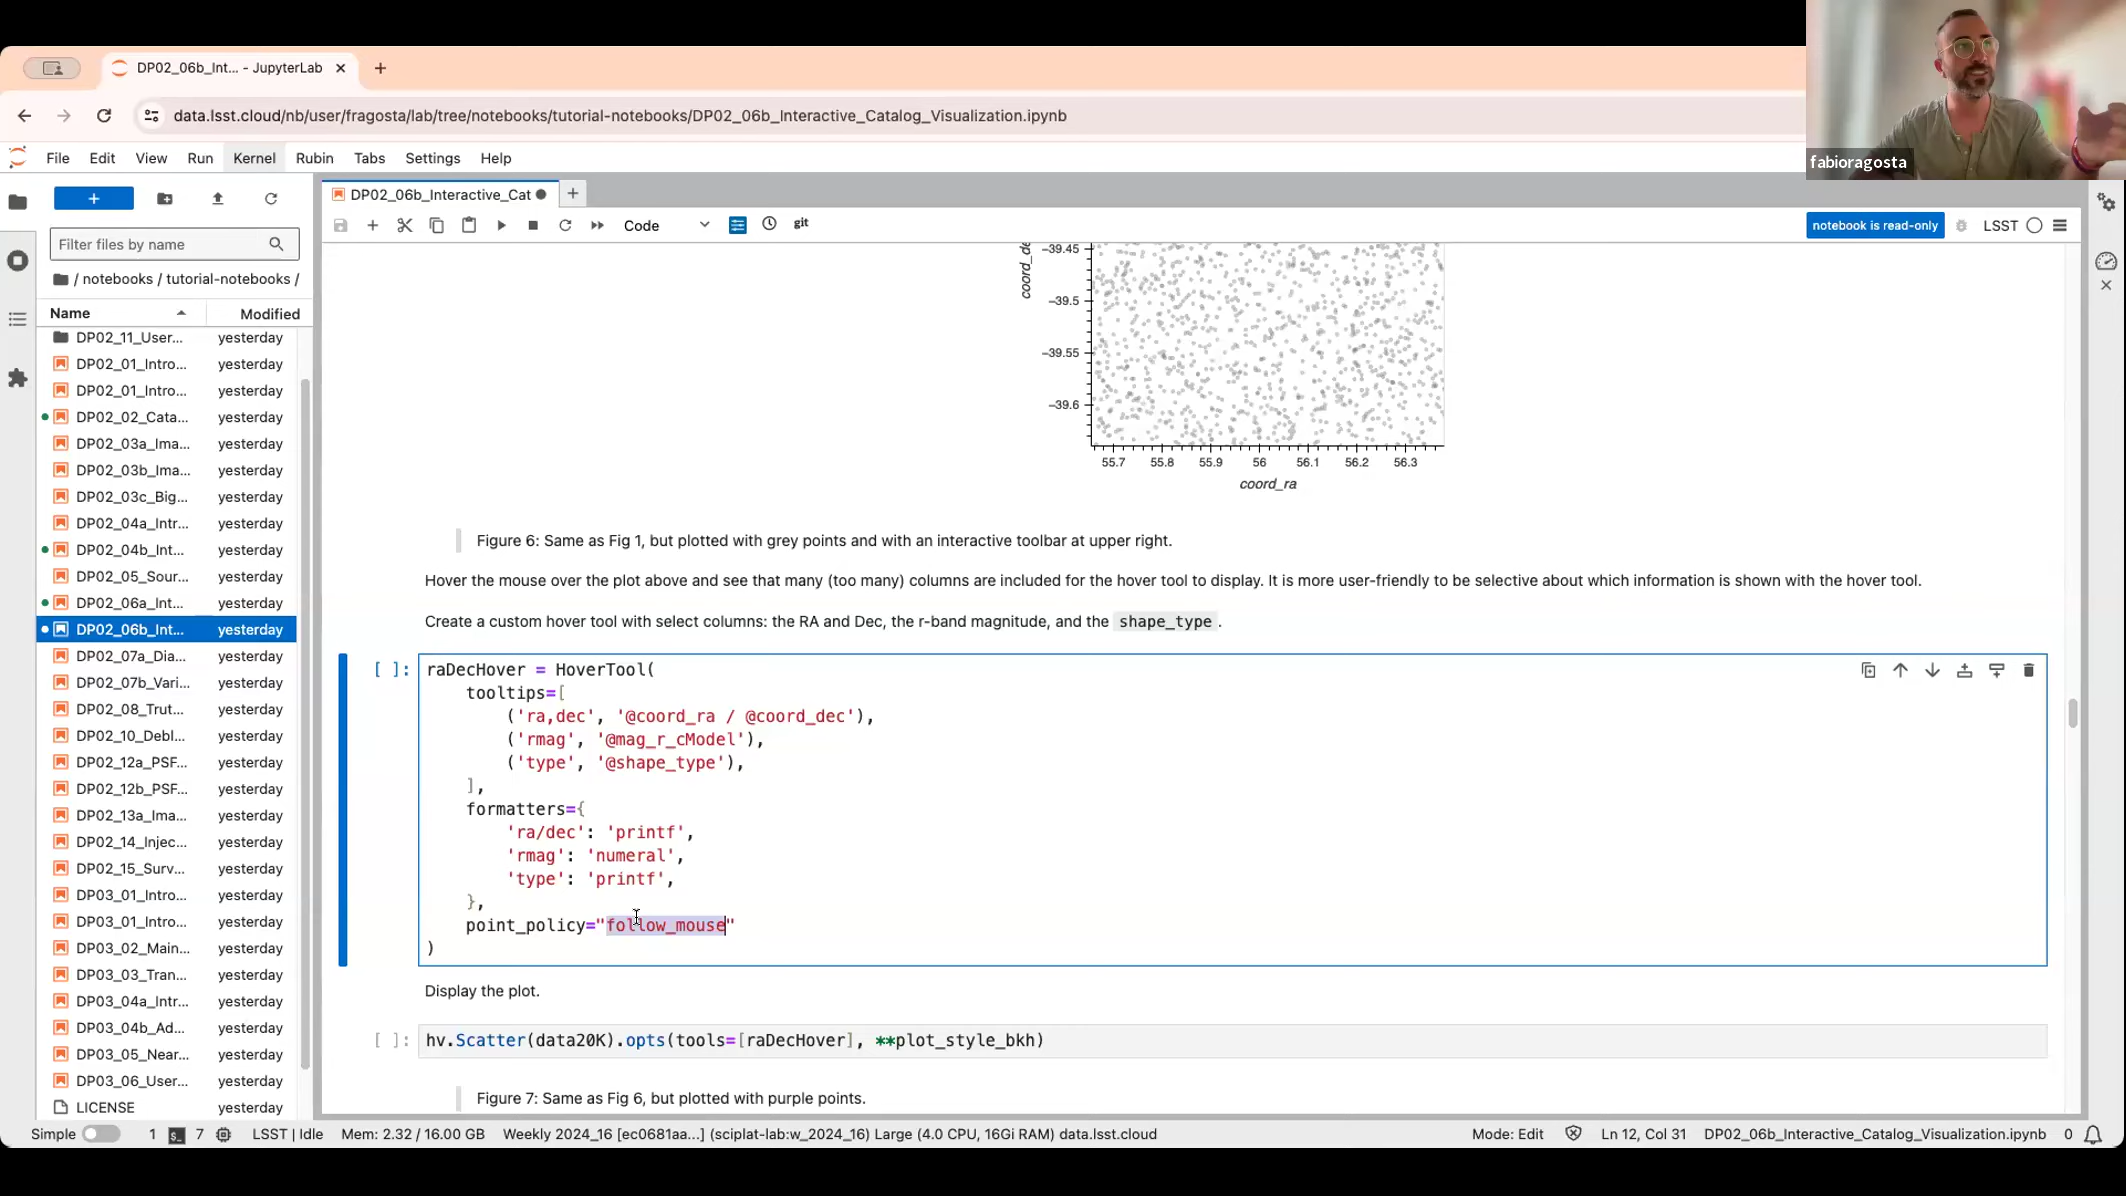 DP02_06b_Int... - JupyterLab
data.lsst.cloud/nb/user/fragosta/lab/tree/notebooks/tutorial-notebooks/DP02_06b_Interactive_Catalog_Visualization.ipynb
fabioragosta
File Edit View Run Kernel Rubin Tabs Settings Help
DP02_06b_Interactive_Cat
Code
git
notebook is read-only
LSST
Filter files by name
/ notebooks / tutorial-notebooks /
Name Modified
DP02_11_User... yesterday
DP02_01_Intro... yesterday
DP02_01_Intro... yesterday
DP02_02_Cata... yesterday
DP02_03a_Ima... yesterday
DP02_03b_Ima... yesterday
DP02_03c_Big... yesterday
DP02_04a_Intr... yesterday
DP02_04b_Int... yesterday
DP02_05_Sour... yesterday
DP02_06a_Int... yesterday
DP02_06b_Int... yesterday
DP02_07a_Dia... yesterday
DP02_07b_Vari... yesterday
DP02_08_Trut... yesterday
DP02_10_Debl... yesterday
DP02_12a_PSF... yesterday
DP02_12b_PSF... yesterday
DP02_13a_Ima... yesterday
DP02_14_Injec... yesterday
DP02_15_Surv... yesterday
DP03_01_Intro... yesterday
DP03_01_Intro... yesterday
DP03_02_Main... yesterday
DP03_03_Tran... yesterday
DP03_04a_Intr... yesterday
DP03_04b_Ad... yesterday
DP03_05_Near... yesterday
DP03_06_User... yesterday
LICENSE yesterday
coord_de
−39.45
−39.5
−39.55
−39.6
55.7 55.8 55.9 56 56.1 56.2 56.3
coord_ra
Figure 6: Same as Fig 1, but plotted with grey points and with an interactive toolbar at upper right.
Hover the mouse over the plot above and see that many (too many) columns are included for the hover tool to display. It is more user-friendly to be selective about which information is shown with the hover tool.
Create a custom hover tool with select columns: the RA and Dec, the r-band magnitude, and the shape_type .
[ ]: raDecHover = HoverTool(
tooltips=[
('ra,dec', '@coord_ra / @coord_dec'),
('rmag', '@mag_r_cModel'),
('type', '@shape_type'),
],
formatters={
'ra/dec': 'printf',
'rmag': 'numeral',
'type': 'printf',
},
point_policy="follow_mouse"
)
Display the plot.
[ ]: hv.Scatter(data20K).opts(tools=[raDecHover], **plot_style_bkh)
Figure 7: Same as Fig 6, but plotted with purple points.
Simple 1 7 LSST | Idle Mem: 2.32 / 16.00 GB Weekly 2024_16 [ec0681aa...] (sciplat-lab:w_2024_16) Large (4.0 CPU, 16Gi RAM) data.lsst.cloud Mode: Edit Ln 12, Col 31 DP02_06b_Interactive_Catalog_Visualization.ipynb 0